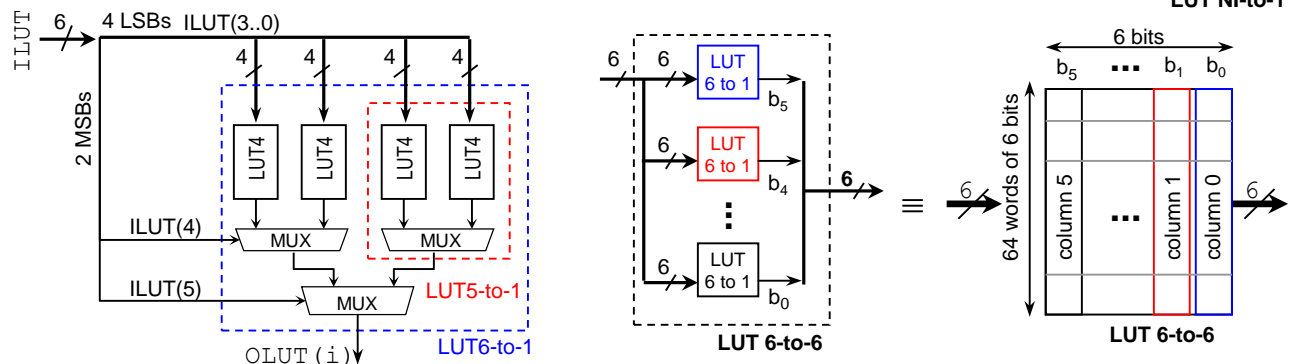 LUT NI-to-1
ILUT
6
4 LSBs ILUT(3..0)
4
4
4
4
2 MSBs
LUT4
LUT4
LUT4
LUT4
ILUT(4)
MUX
MUX
ILUT(5)
MUX
LUT5-to-1
LUT6-to-1
OLUT(i)
6
6
LUT
6 to 1
b5
6
LUT
6 to 1
b4
6
6
LUT
6 to 1
b0
LUT 6-to-6
≡
6 bits
b5 ... b1 b0
6
64 words of 6 bits
column 5
...
column 1
column 0
6
LUT 6-to-6